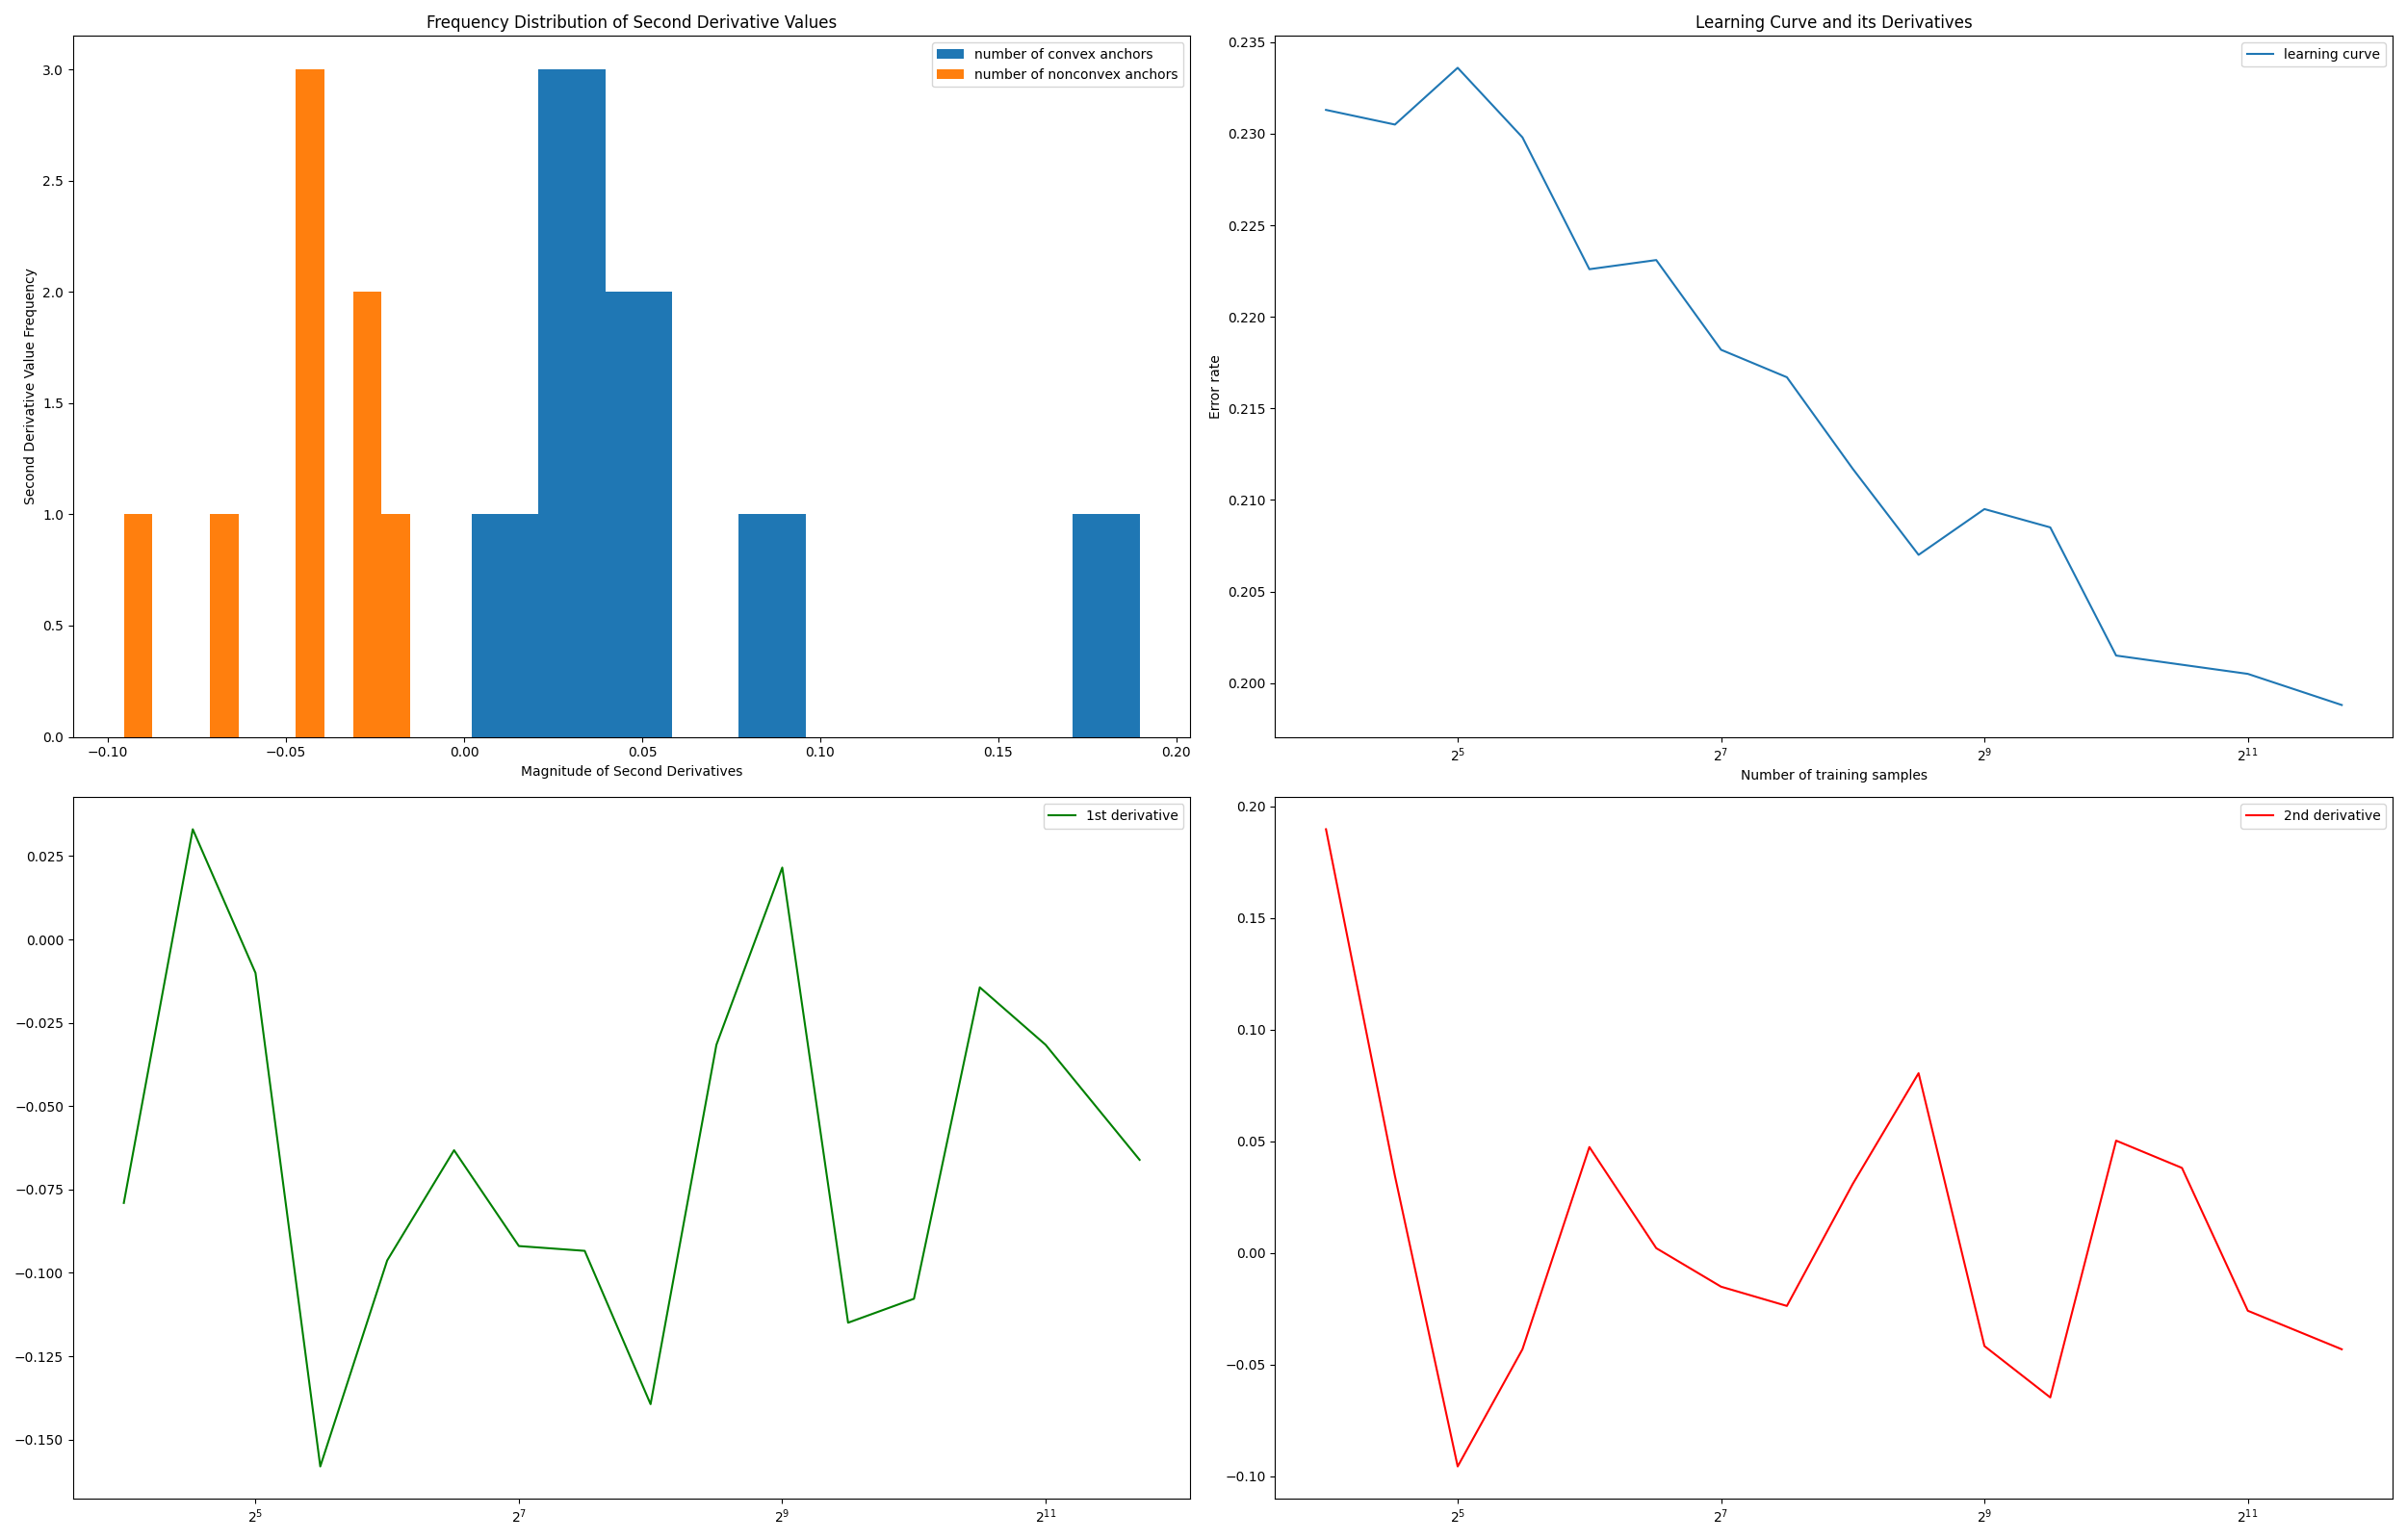 Frequency Distribution of Second Derivative Values
number of convex anchors
number of nonconvex anchors
3.0
2.5
2.0
1.5
1.0
0.5
0.0
Second Derivative Value Frequency
−0.10 −0.05 0.00 0.05 0.10 0.15 0.20
Magnitude of Second Derivatives
Learning Curve and its Derivatives
learning curve
0.235
0.230
0.225
0.220
0.215
0.210
0.205
0.200
Error rate
2^5 2^7 2^9 2^11
Number of training samples
1st derivative
0.025
0.000
−0.025
−0.050
−0.075
−0.100
−0.125
−0.150
2^5 2^7 2^9 2^11
2nd derivative
0.20
0.15
0.10
0.05
0.00
−0.05
−0.10
2^5 2^7 2^9 2^11